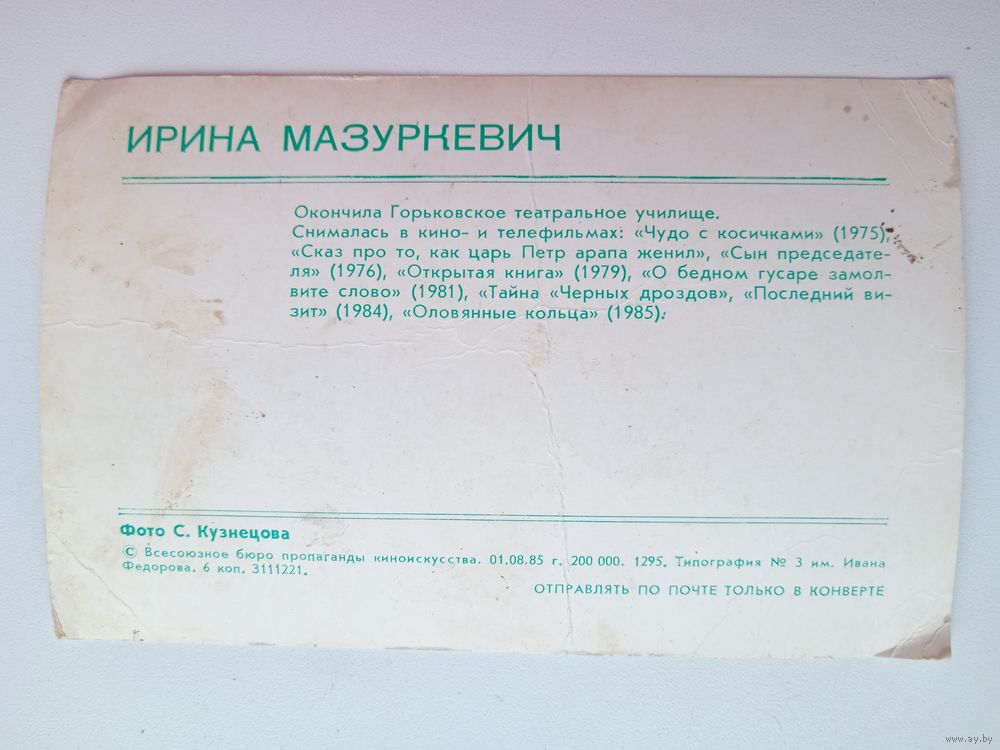 ИРИНА МАЗУРКЕВИЧ
Окончила Горьковское театральное училище.
Снималась в кино- и телефильмах: «Чудо с косичками» (1975),
«Сказ про то, как царь Петр арапа женил», «Сын председате-
ля» (1976), «Открытая книга» (1979), «О бедном гусаре замол-
вите слово» (1981), «Тайна «Черных дроздов», «Последний ви-
зит» (1984), «Оловянные кольца» (1985).
Фото С. Кузнецова
© Всесоюзное бюро пропаганды киноискусства. 01.08.85 г. 200 000. 1295. Типография № 3 им. Ивана
Федорова. 6 коп. 3111221.
ОТПРАВЛЯТЬ ПО ПОЧТЕ ТОЛЬКО В КОНВЕРТЕ
www.ay.by